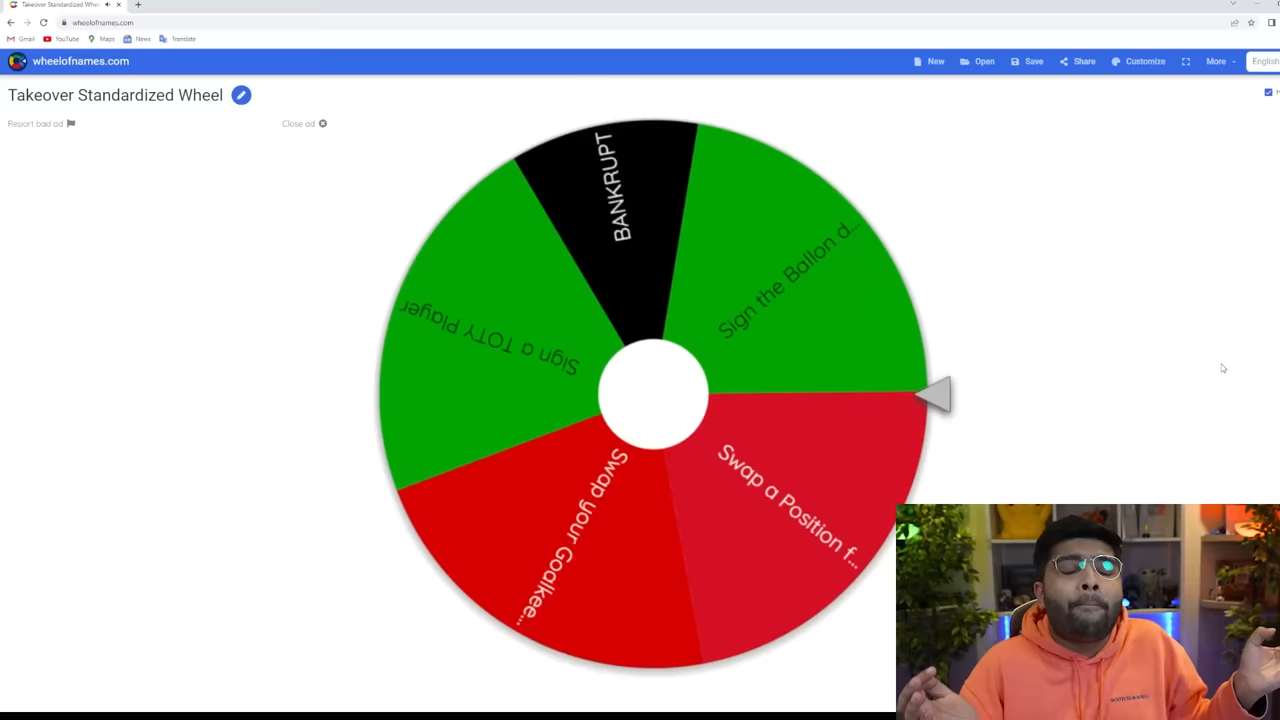 Takeover Standardized Whee
wheelofnames.com
Gmail
YouTube
Maps
News
Translate
wheelofnames.com
New
Open
Save
Share
Customize
More
English
Takeover Standardized Wheel
Report bad ad
Close ad
BANKRUPT
Sign the Ballon d...
Sign a TOTY Player
Swap your Goalkee...
Swap a Position f...